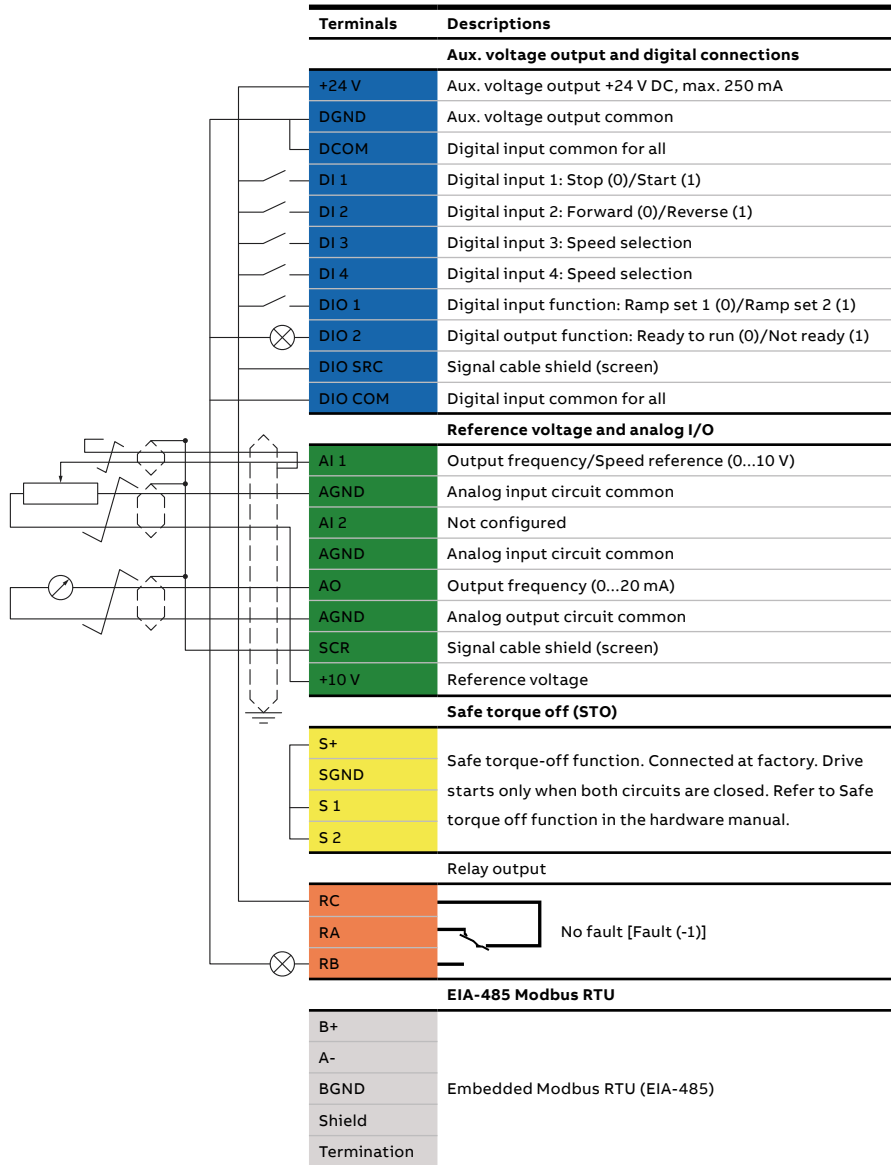 Terminals Descriptions
Aux. voltage output and digital connections
+24 V Aux. voltage output +24 V DC, max. 250 mA
DGND Aux. voltage output common
DCOM Digital input common for all
DI 1 Digital input 1: Stop (0)/Start (1)
DI 2 Digital input 2: Forward (0)/Reverse (1)
DI 3 Digital input 3: Speed selection
DI 4 Digital input 4: Speed selection
DIO 1 Digital input function: Ramp set 1 (0)/Ramp set 2 (1)
DIO 2 Digital output function: Ready to run (0)/Not ready (1)
DIO SRC Signal cable shield (screen)
DIO COM Digital input common for all
Reference voltage and analog I/O
AI 1 Output frequency/Speed reference (0...10 V)
AGND Analog input circuit common
AI 2 Not configured
AGND Analog input circuit common
AO Output frequency (0...20 mA)
AGND Analog output circuit common
SCR Signal cable shield (screen)
+10 V Reference voltage
Safe torque off (STO)
S+
SGND
S 1
S 2
Safe torque-off function. Connected at factory. Drive
starts only when both circuits are closed. Refer to Safe
torque off function in the hardware manual.
Relay output
RC
RA No fault [Fault (-1)]
RB
EIA-485 Modbus RTU
B+
A-
BGND Embedded Modbus RTU (EIA-485)
Shield
Termination